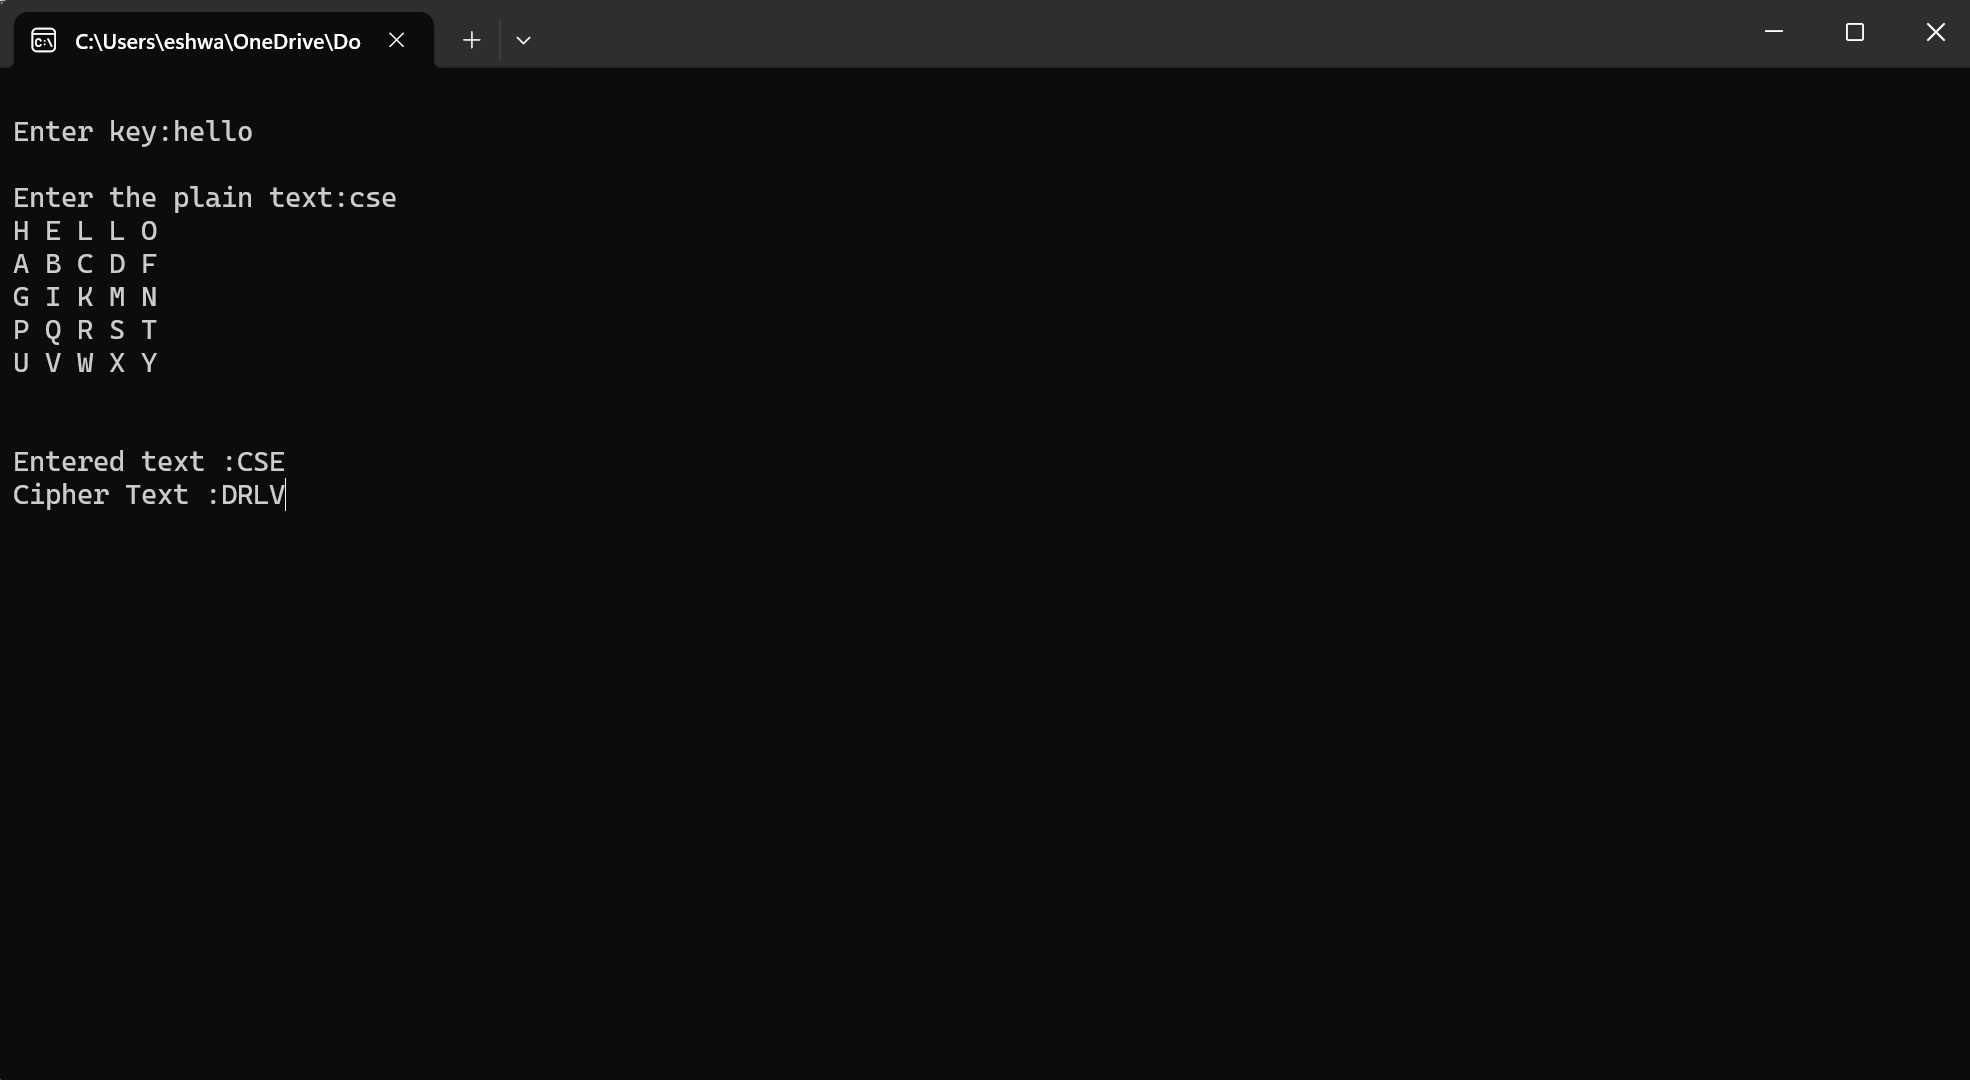 C:\Users\eshwa\OneDrive\Do
Enter key:hello
Enter the plain text:cse
H E L L O
A B C D F
G I K M N
P Q R S T
U V W X Y
Entered text :CSE
Cipher Text :DRLV